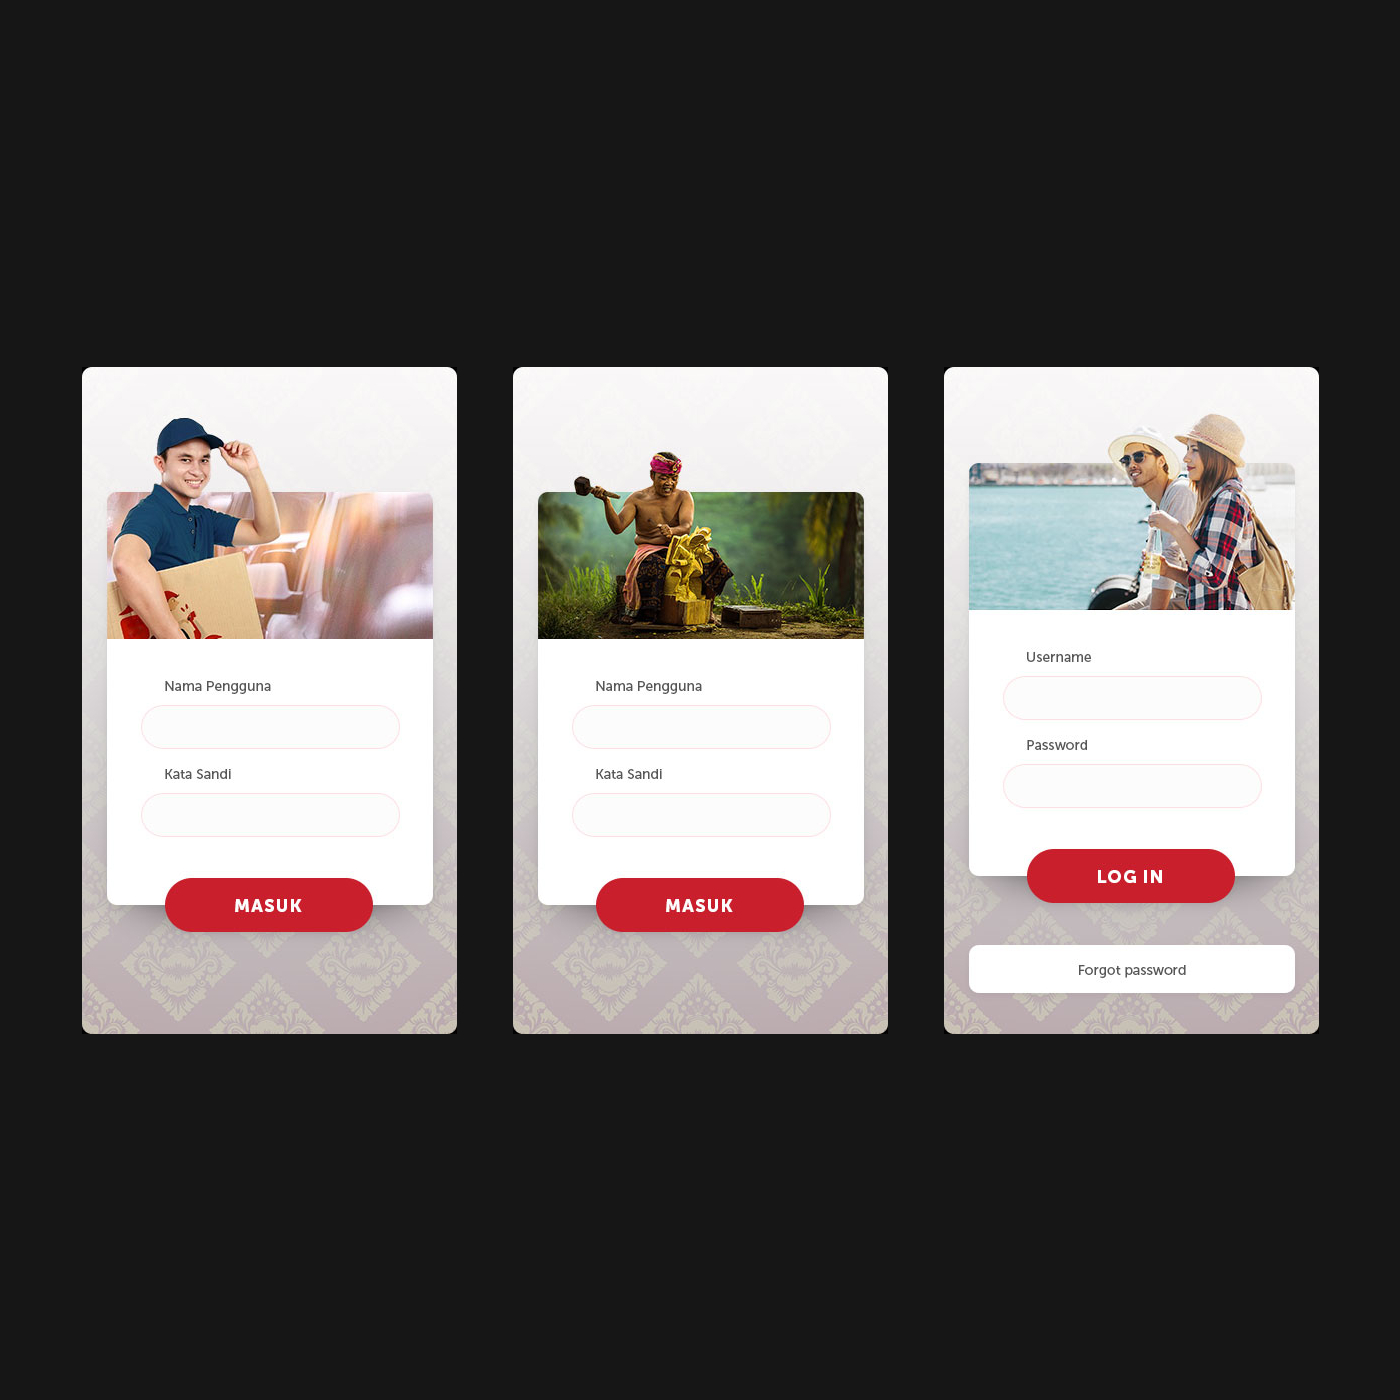 Nama Pengguna
Kata Sandi
MASUK
Nama Pengguna
Kata Sandi
MASUK
Username
Password
LOG IN
Forgot password